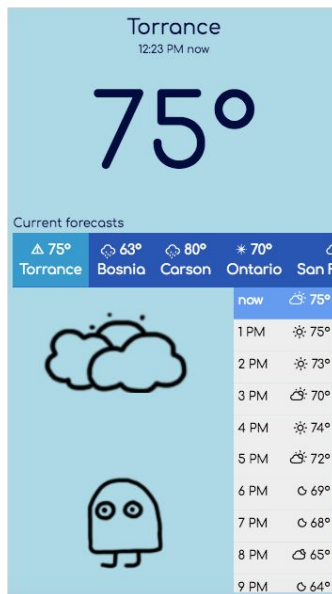 Torrance
12:23 PM now
75°
Current forecasts
75° 63° 80° 70°
Torrance Bosnia Carson Ontario San F
now 75°
1 PM 75°
2 PM 73°
3 PM 70°
4 PM 74°
5 PM 72°
6 PM 69°
7 PM 68°
8 PM 65°
9 PM 64°